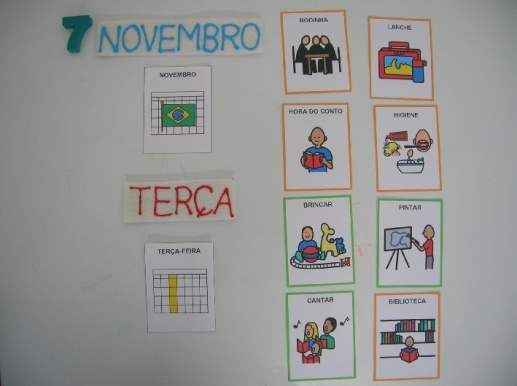 7 NOVEMBRO
NOVEMBRO
TERÇA
TERÇA-FEIRA
RODINHA
LANCHE
HORA DO CONTO
HIGIENE
BRINCAR
PINTAR
CANTAR
BIBLIOTECA